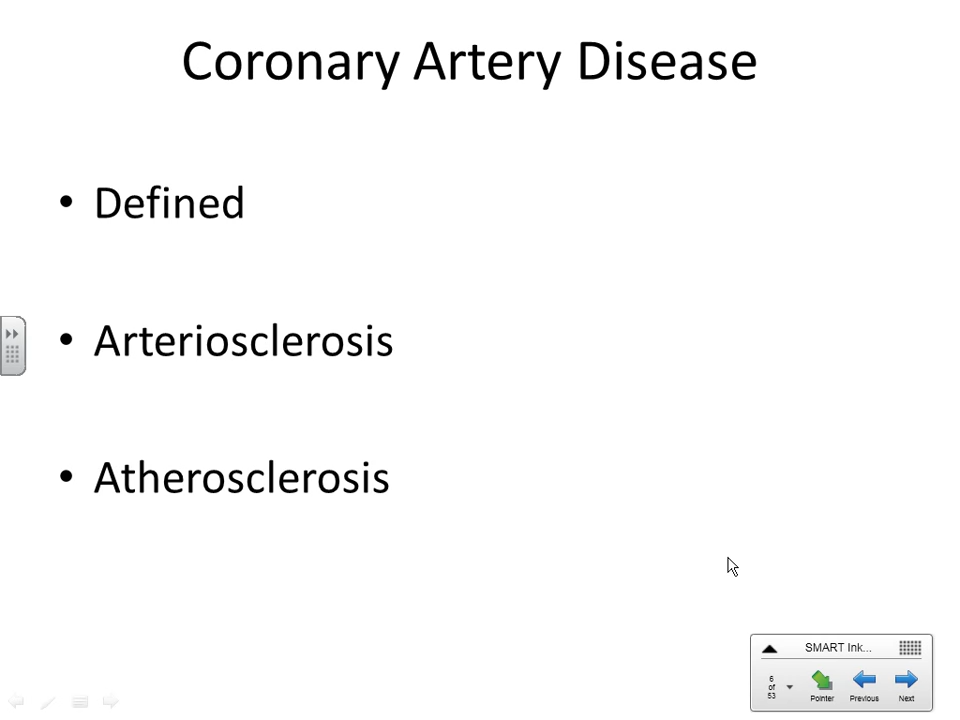 Coronary Artery Disease
• Defined
• Arteriosclerosis
• Atherosclerosis
SMART Ink...
6
of
53
Pointer
Previous
Next